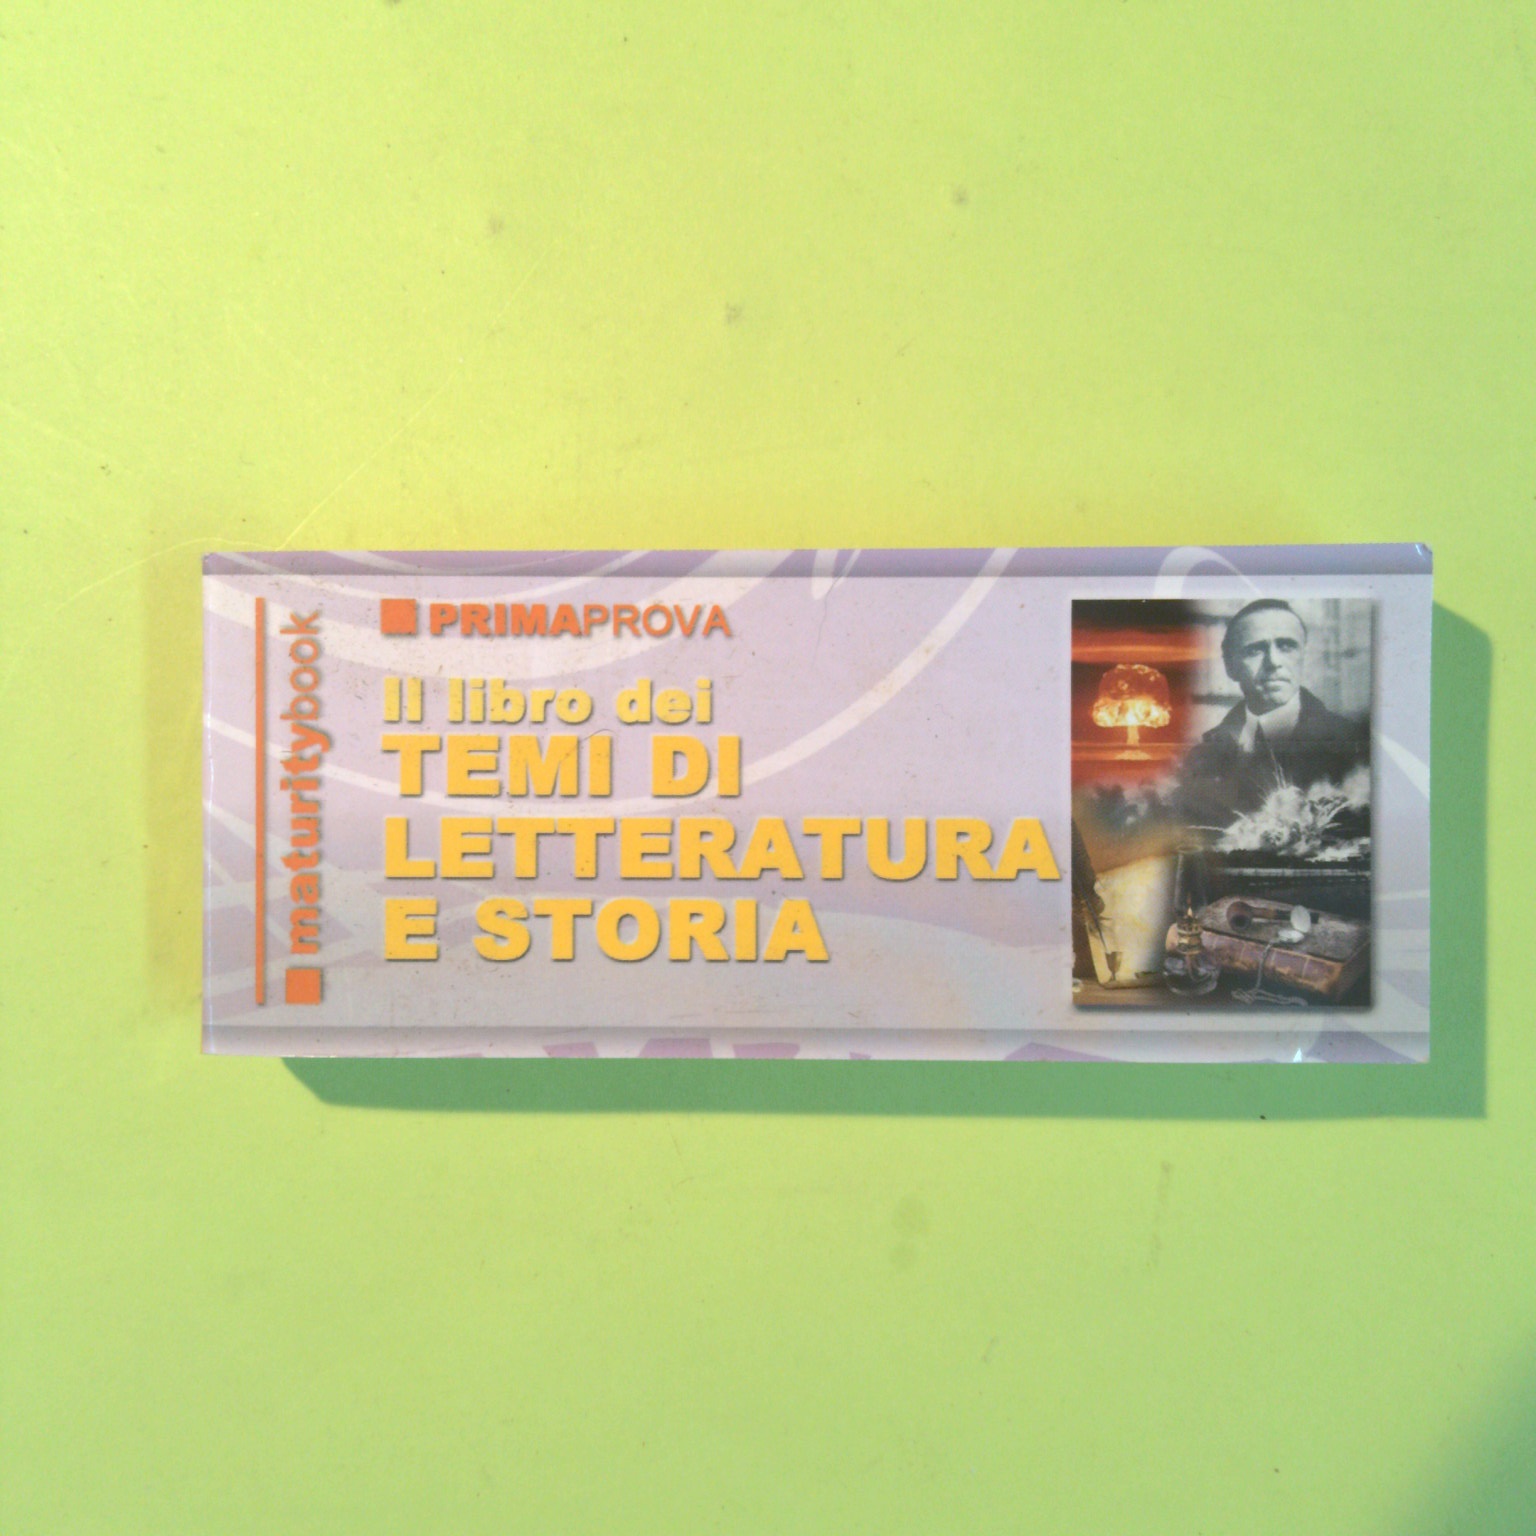 maturitybook
PRIMAPROVA
Il libro dei
TEMI DI
LETTERATURA
E STORIA